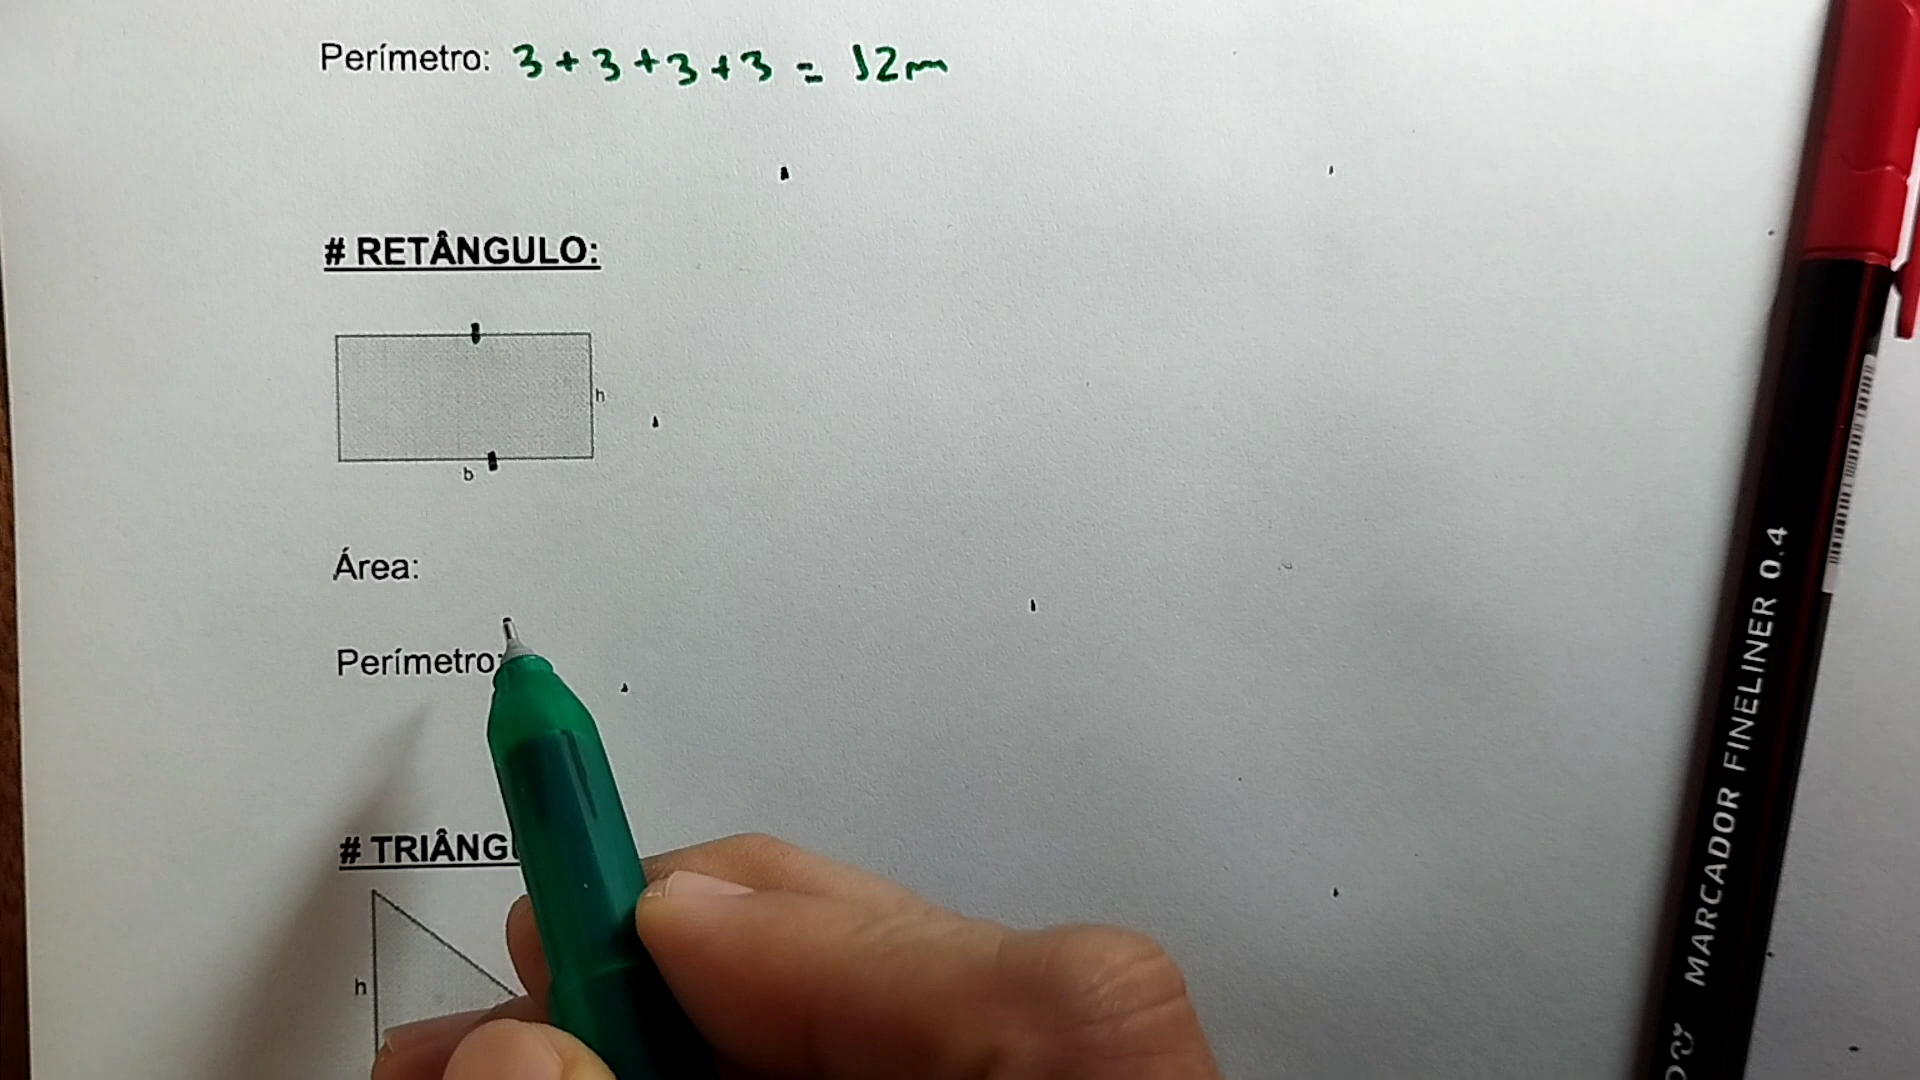 Perímetro: 3 + 3 + 3 + 3 = 12m
# RETÂNGULO:
h
b
Área:
Perímetro:
# TRIÂNG
h
MARCADOR FINELINER 0.4